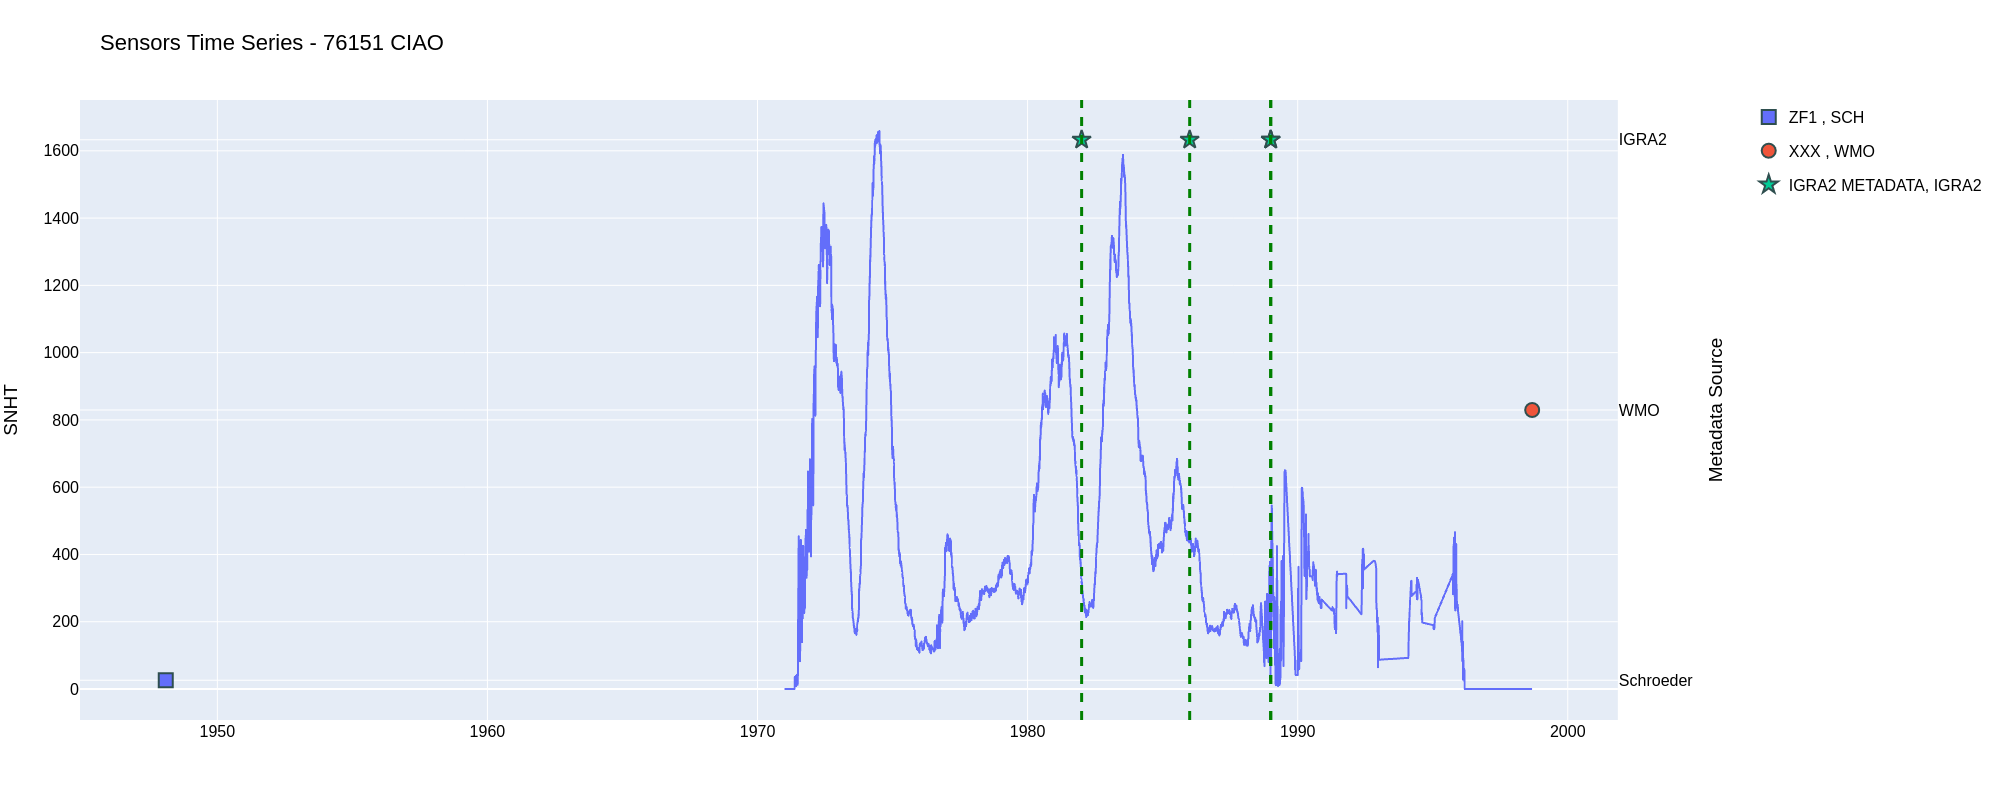 Sensors Time Series - 76151 CIAO
ZF1 , SCH
XXX , WMO
IGRA2 METADATA, IGRA2
SNHT
1600
1400
1200
1000
800
600
400
200
0
1950
1960
1970
1980
1990
2000
IGRA2
WMO
Schroeder
Metadata Source